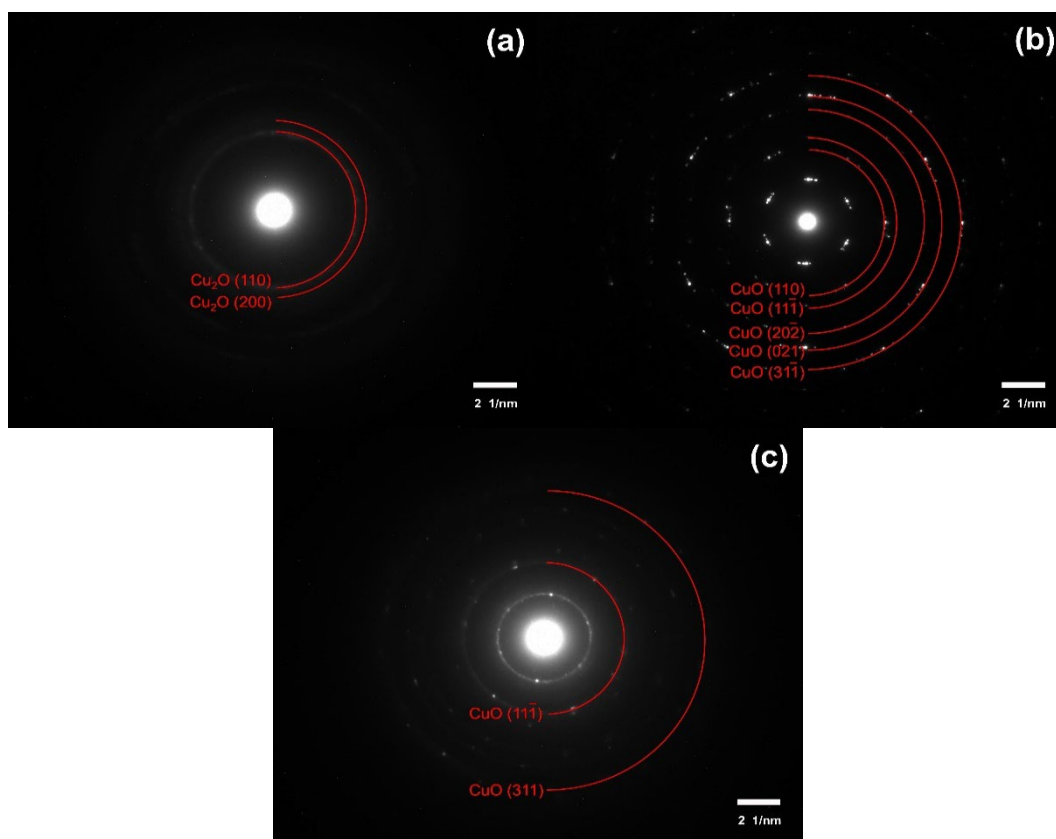 (a)
Cu₂O (110)
Cu₂O (200)
2 1/nm
(b)
CuO (110)
CuO (111̄)
CuO (202̄)
CuO (021)
CuO (311̄)
2 1/nm
(c)
CuO (111̄)
CuO (311)
2 1/nm